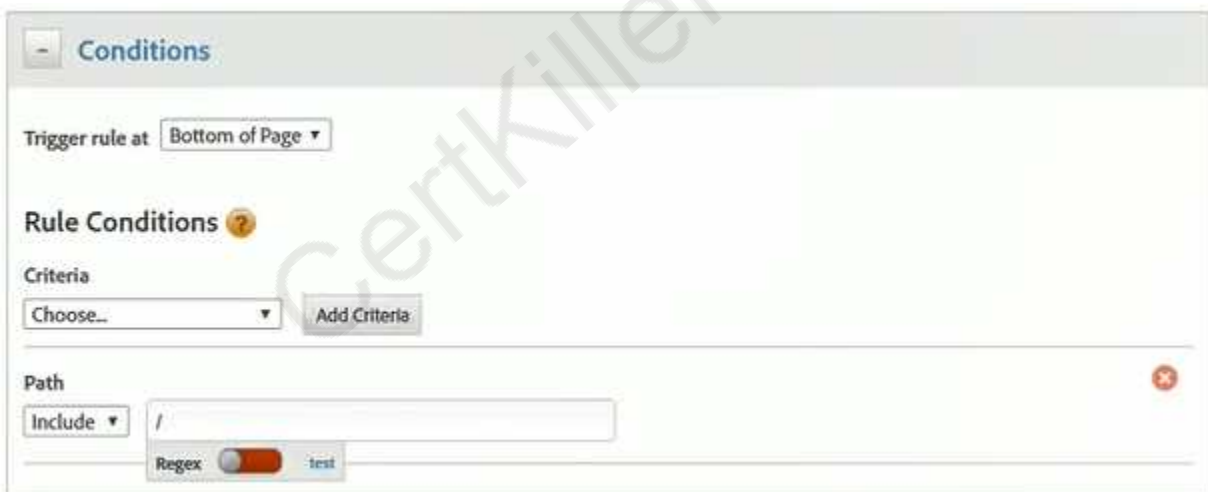 - Conditions
Trigger rule at Bottom of Page
Rule Conditions ?
Criteria
Choose... Add Criteria
Path
Include /
Regex test
CertKiller